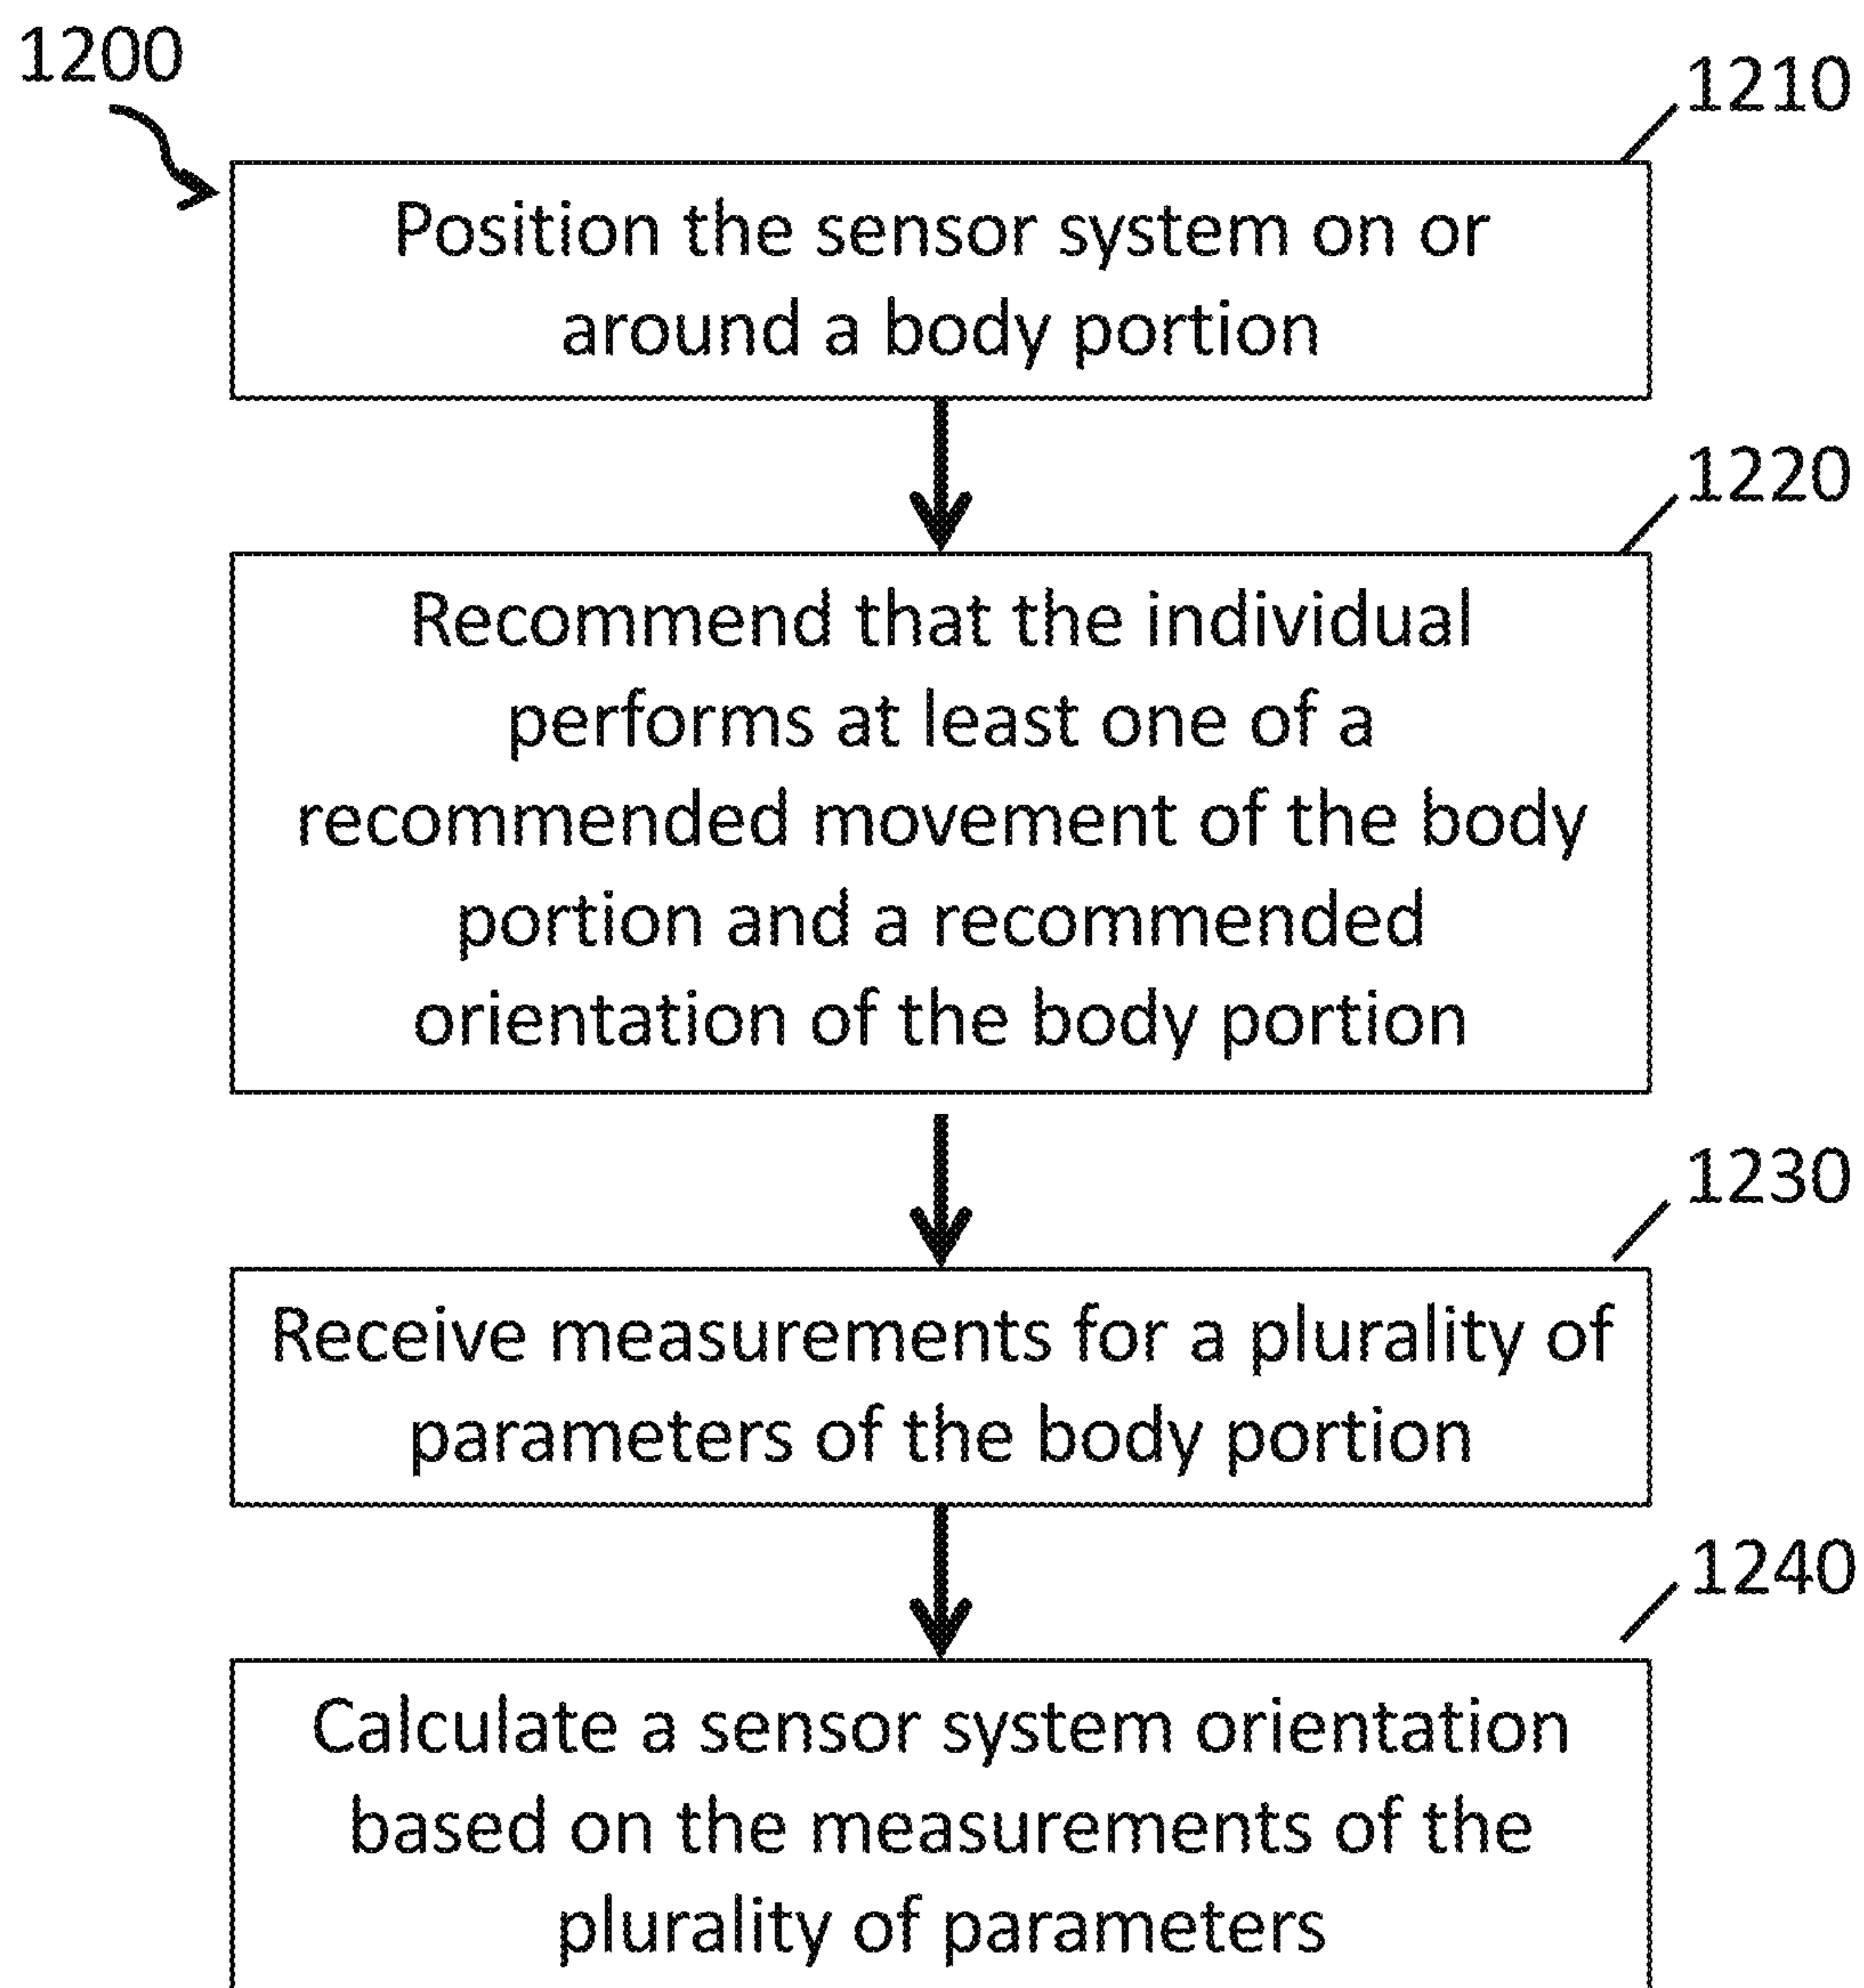 1200
1210
Position the sensor system on or
around a body portion
1220
Recommend that the individual
performs at least one of a
recommended movement of the body
portion and a recommended
orientation of the body portion
1230
Receive measurements for a plurality of
parameters of the body portion
1240
Calculate a sensor system orientation
based on the measurements of the
plurality of parameters